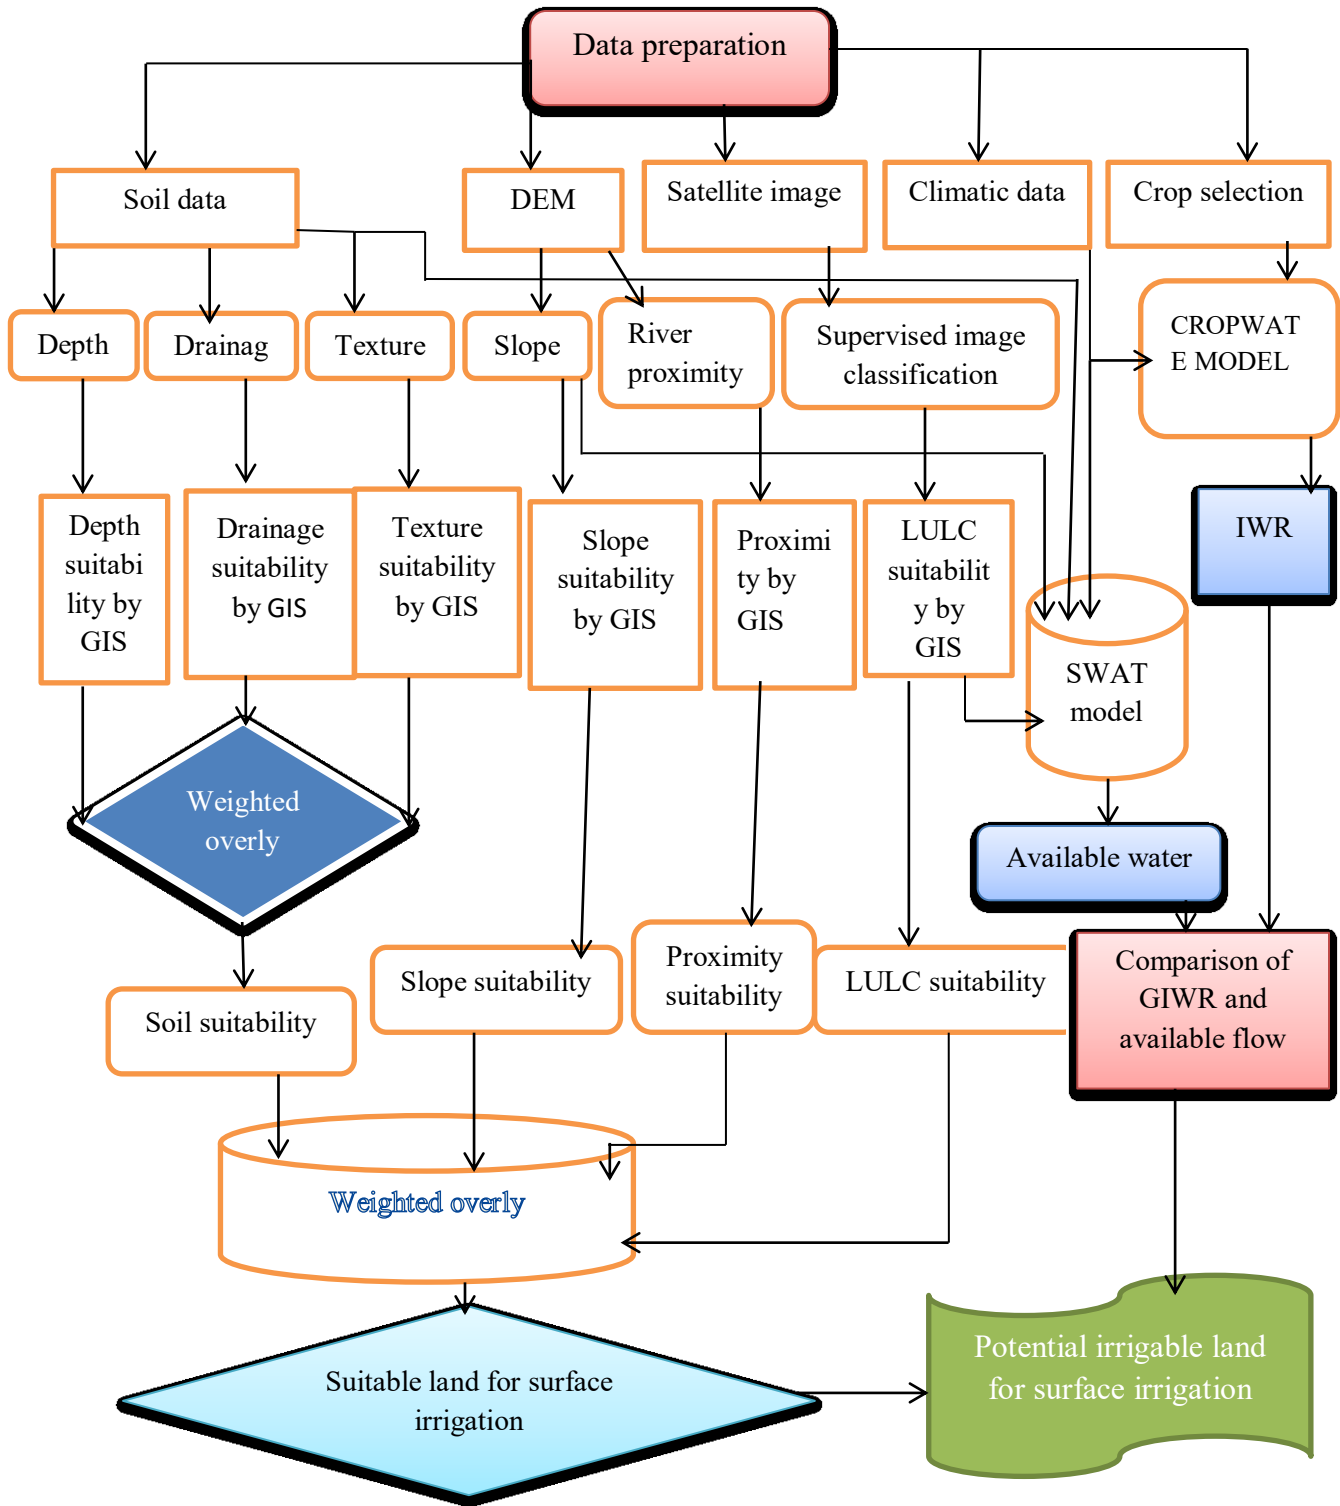 Data preparation
Soil data
DEM
Satellite image
Climatic data
Crop selection
Depth
Drainag
Texture
Slope
River
proximity
Supervised image
classification
CROPWAT
E MODEL
Depth
suitabi
lity by
GIS
Drainage
suitability
by GIS
Texture
suitability
by GIS
Slope
suitability
by GIS
Proximi
ty by
GIS
LULC
suitabilit
y by
GIS
IWR
SWAT
model
Weighted
overly
Available water
Soil suitability
Slope suitability
Proximity
suitability
LULC suitability
Comparison of
GIWR and
available flow
Weighted overly
Suitable land for surface
irrigation
Potential irrigable land
for surface irrigation